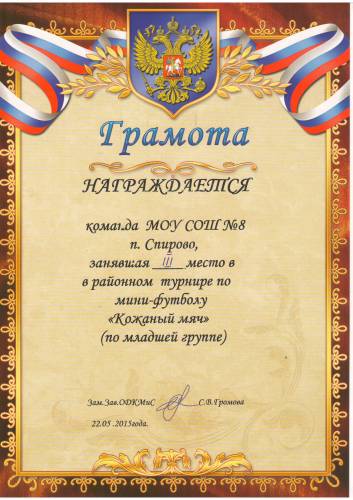 Грамота
НАГРАЖДАЕТСЯ
команда МОУ СОШ №8
п. Спирово,
занявшая III место в
в районном турнире по
мини-футболу
«Кожаный мяч»
(по младшей группе)
Зам.Зав.ОДКМиС С.В.Громова
22.05 .2015года.